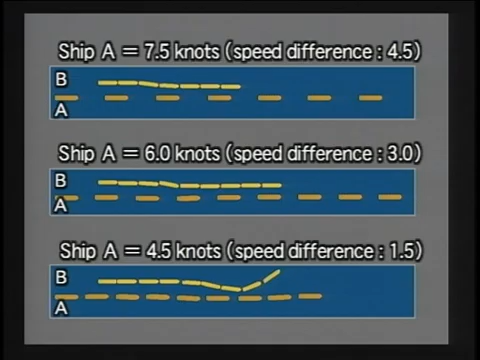 Ship A = 7.5 knots (speed difference : 4.5)
B
A
Ship A = 6.0 knots (speed difference : 3.0)
B
A
Ship A = 4.5 knots (speed difference : 1.5)
B
A